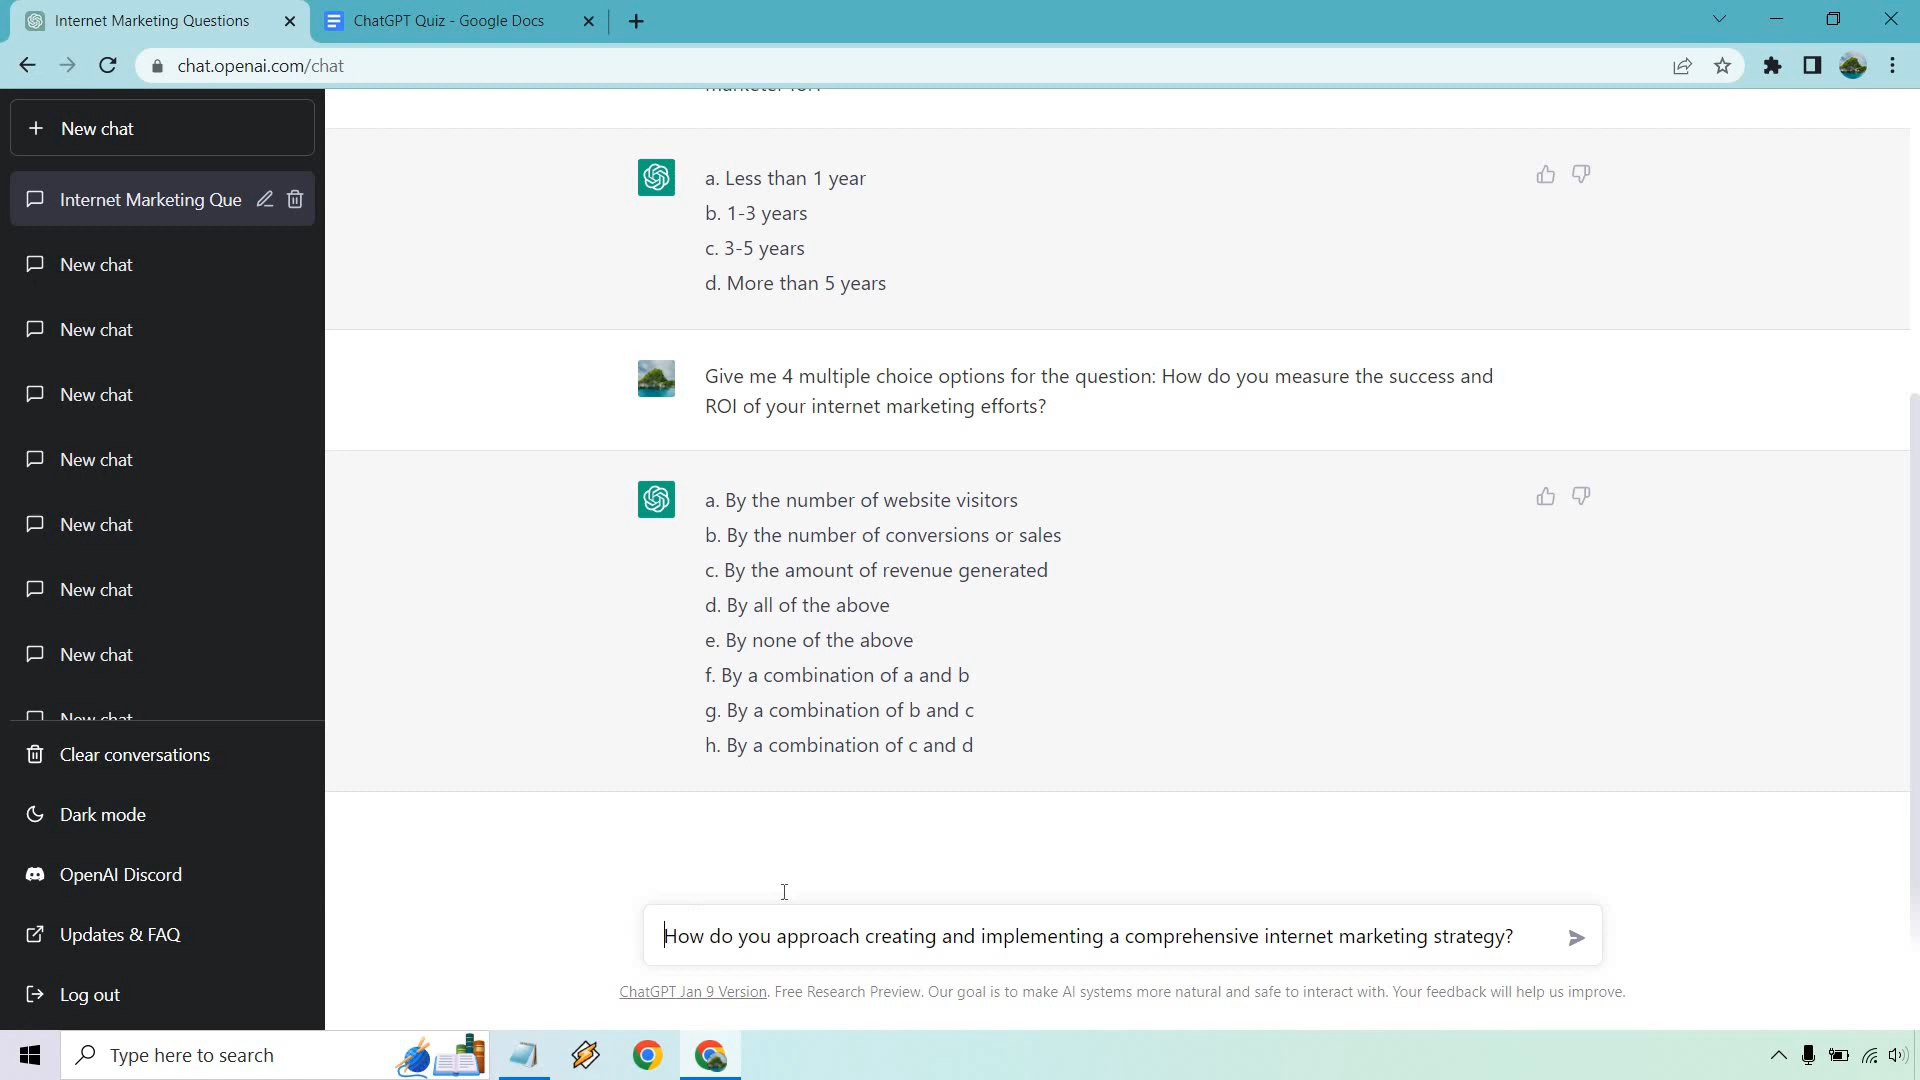 Internet Marketing Questions
ChatGPT Quiz - Google Docs
chat.openai.com/chat
New chat
Internet Marketing Que
New chat
New chat
New chat
New chat
New chat
New chat
New chat
New chat
Clear conversations
Dark mode
OpenAI Discord
Updates & FAQ
Log out
a. Less than 1 year
b. 1-3 years
c. 3-5 years
d. More than 5 years
Give me 4 multiple choice options for the question: How do you measure the success and
ROI of your internet marketing efforts?
a. By the number of website visitors
b. By the number of conversions or sales
c. By the amount of revenue generated
d. By all of the above
e. By none of the above
f. By a combination of a and b
g. By a combination of b and c
h. By a combination of c and d
How do you approach creating and implementing a comprehensive internet marketing strategy?
ChatGPT Jan 9 Version. Free Research Preview. Our goal is to make AI systems more natural and safe to interact with. Your feedback will help us improve.
Type here to search